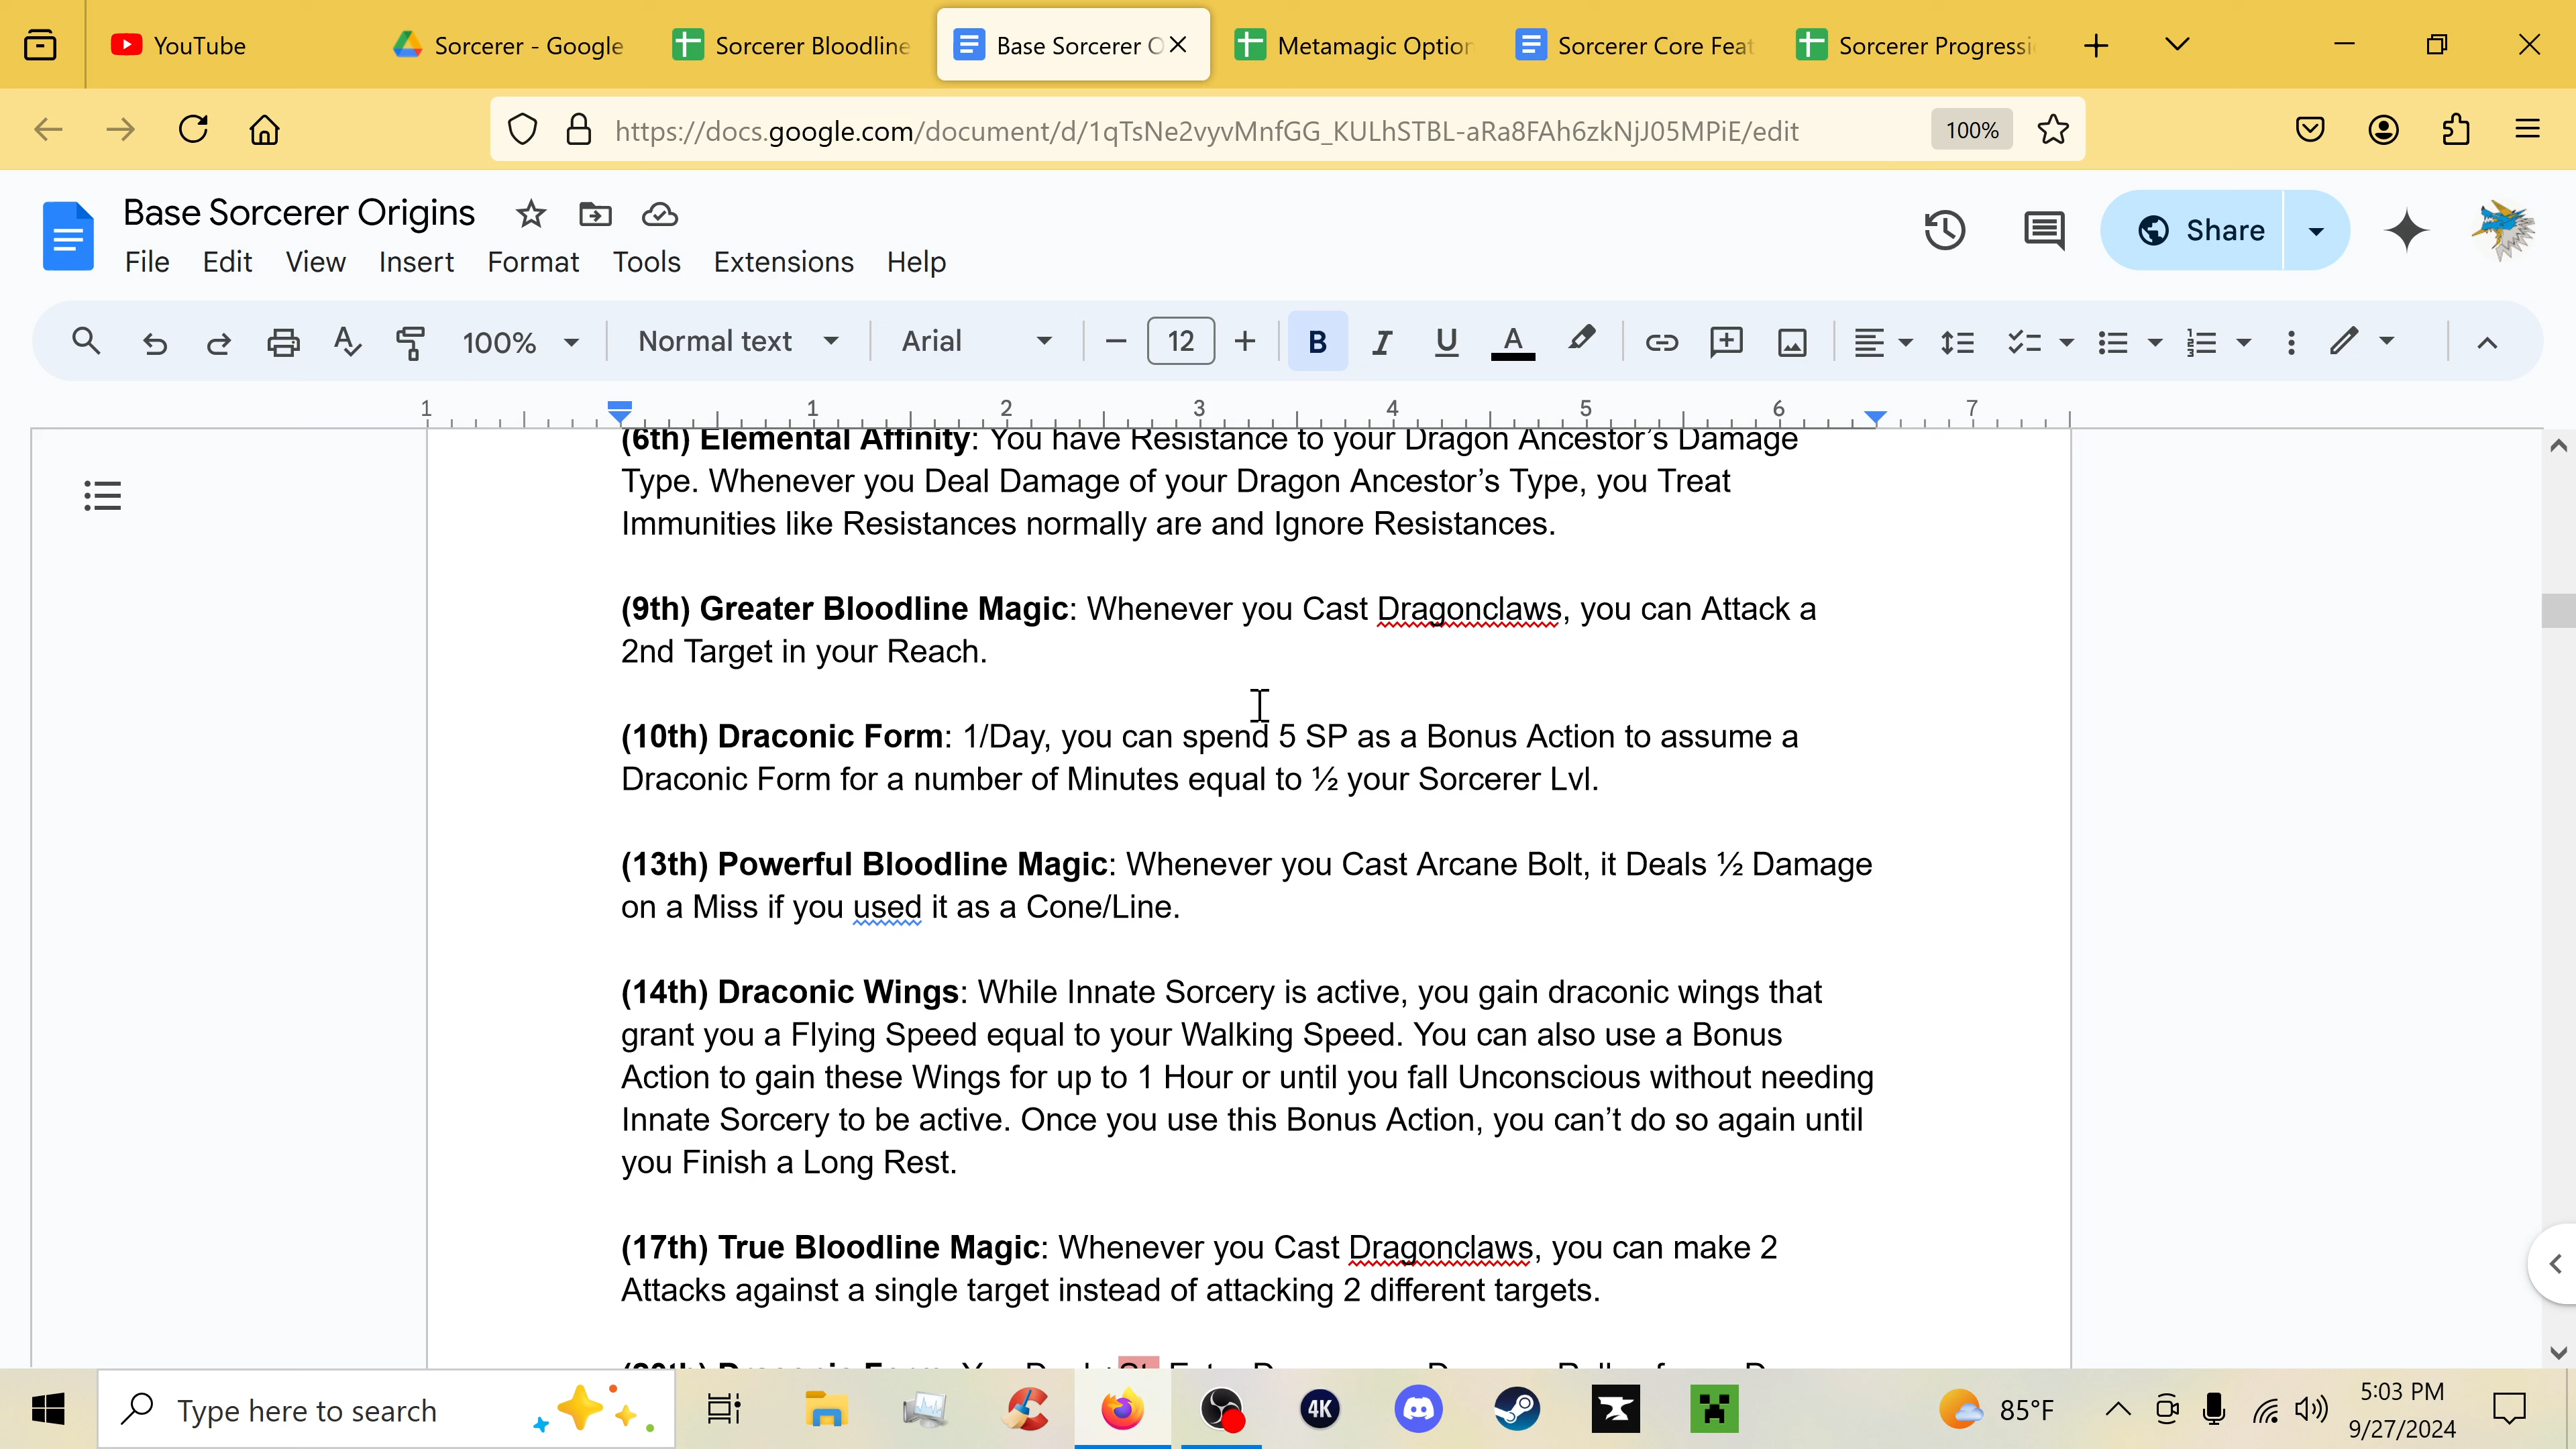 YouTube
Sorcerer - Google
Sorcerer Bloodline
Base Sorcerer O
Metamagic Option
Sorcerer Core Feat
Sorcerer Progressi
https://docs.google.com/document/d/1qTsNe2vyvMnfGG_KULhSTBL-aRa8FAh6zkNjJ05MPiE/edit
100%
Base Sorcerer Origins
File Edit View Insert Format Tools Extensions Help
Share
100% Normal text Arial 12 B I U A
1 1 2 3 4 5 6 7
(6th) Elemental Affinity: You have Resistance to your Dragon Ancestor's Damage
Type. Whenever you Deal Damage of your Dragon Ancestor's Type, you Treat
Immunities like Resistances normally are and Ignore Resistances.
(9th) Greater Bloodline Magic: Whenever you Cast Dragonclaws, you can Attack a
2nd Target in your Reach.
(10th) Draconic Form: 1/Day, you can spend 5 SP as a Bonus Action to assume a
Draconic Form for a number of Minutes equal to ½ your Sorcerer Lvl.
(13th) Powerful Bloodline Magic: Whenever you Cast Arcane Bolt, it Deals ½ Damage
on a Miss if you used it as a Cone/Line.
(14th) Draconic Wings: While Innate Sorcery is active, you gain draconic wings that
grant you a Flying Speed equal to your Walking Speed. You can also use a Bonus
Action to gain these Wings for up to 1 Hour or until you fall Unconscious without needing
Innate Sorcery to be active. Once you use this Bonus Action, you can't do so again until
you Finish a Long Rest.
(17th) True Bloodline Magic: Whenever you Cast Dragonclaws, you can make 2
Attacks against a single target instead of attacking 2 different targets.
Type here to search
4K
85°F
5:03 PM
9/27/2024